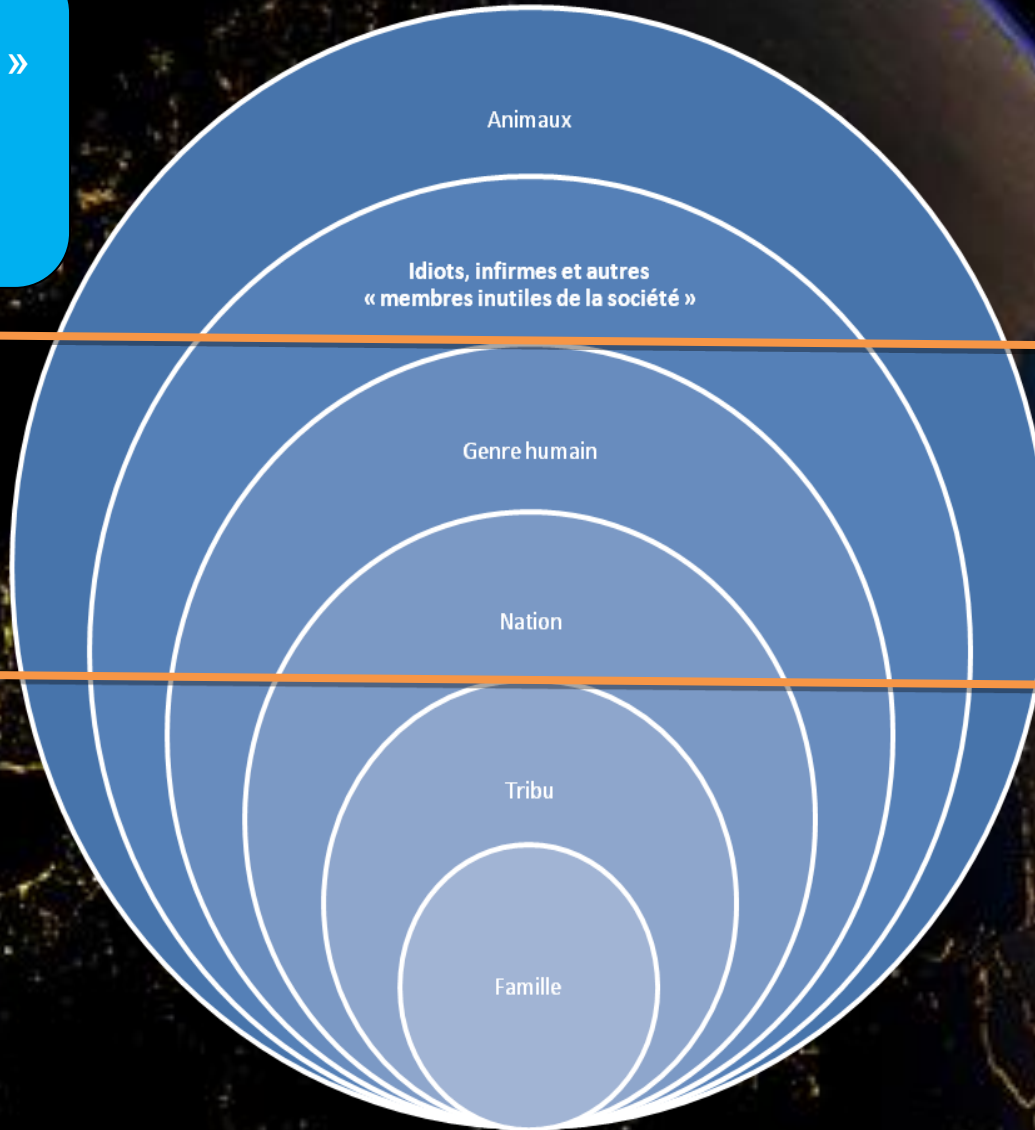 »
Animaux
Idiots, infirmes et autres
« membres inutiles de la société »
Genre humain
Nation
Tribu
Famille